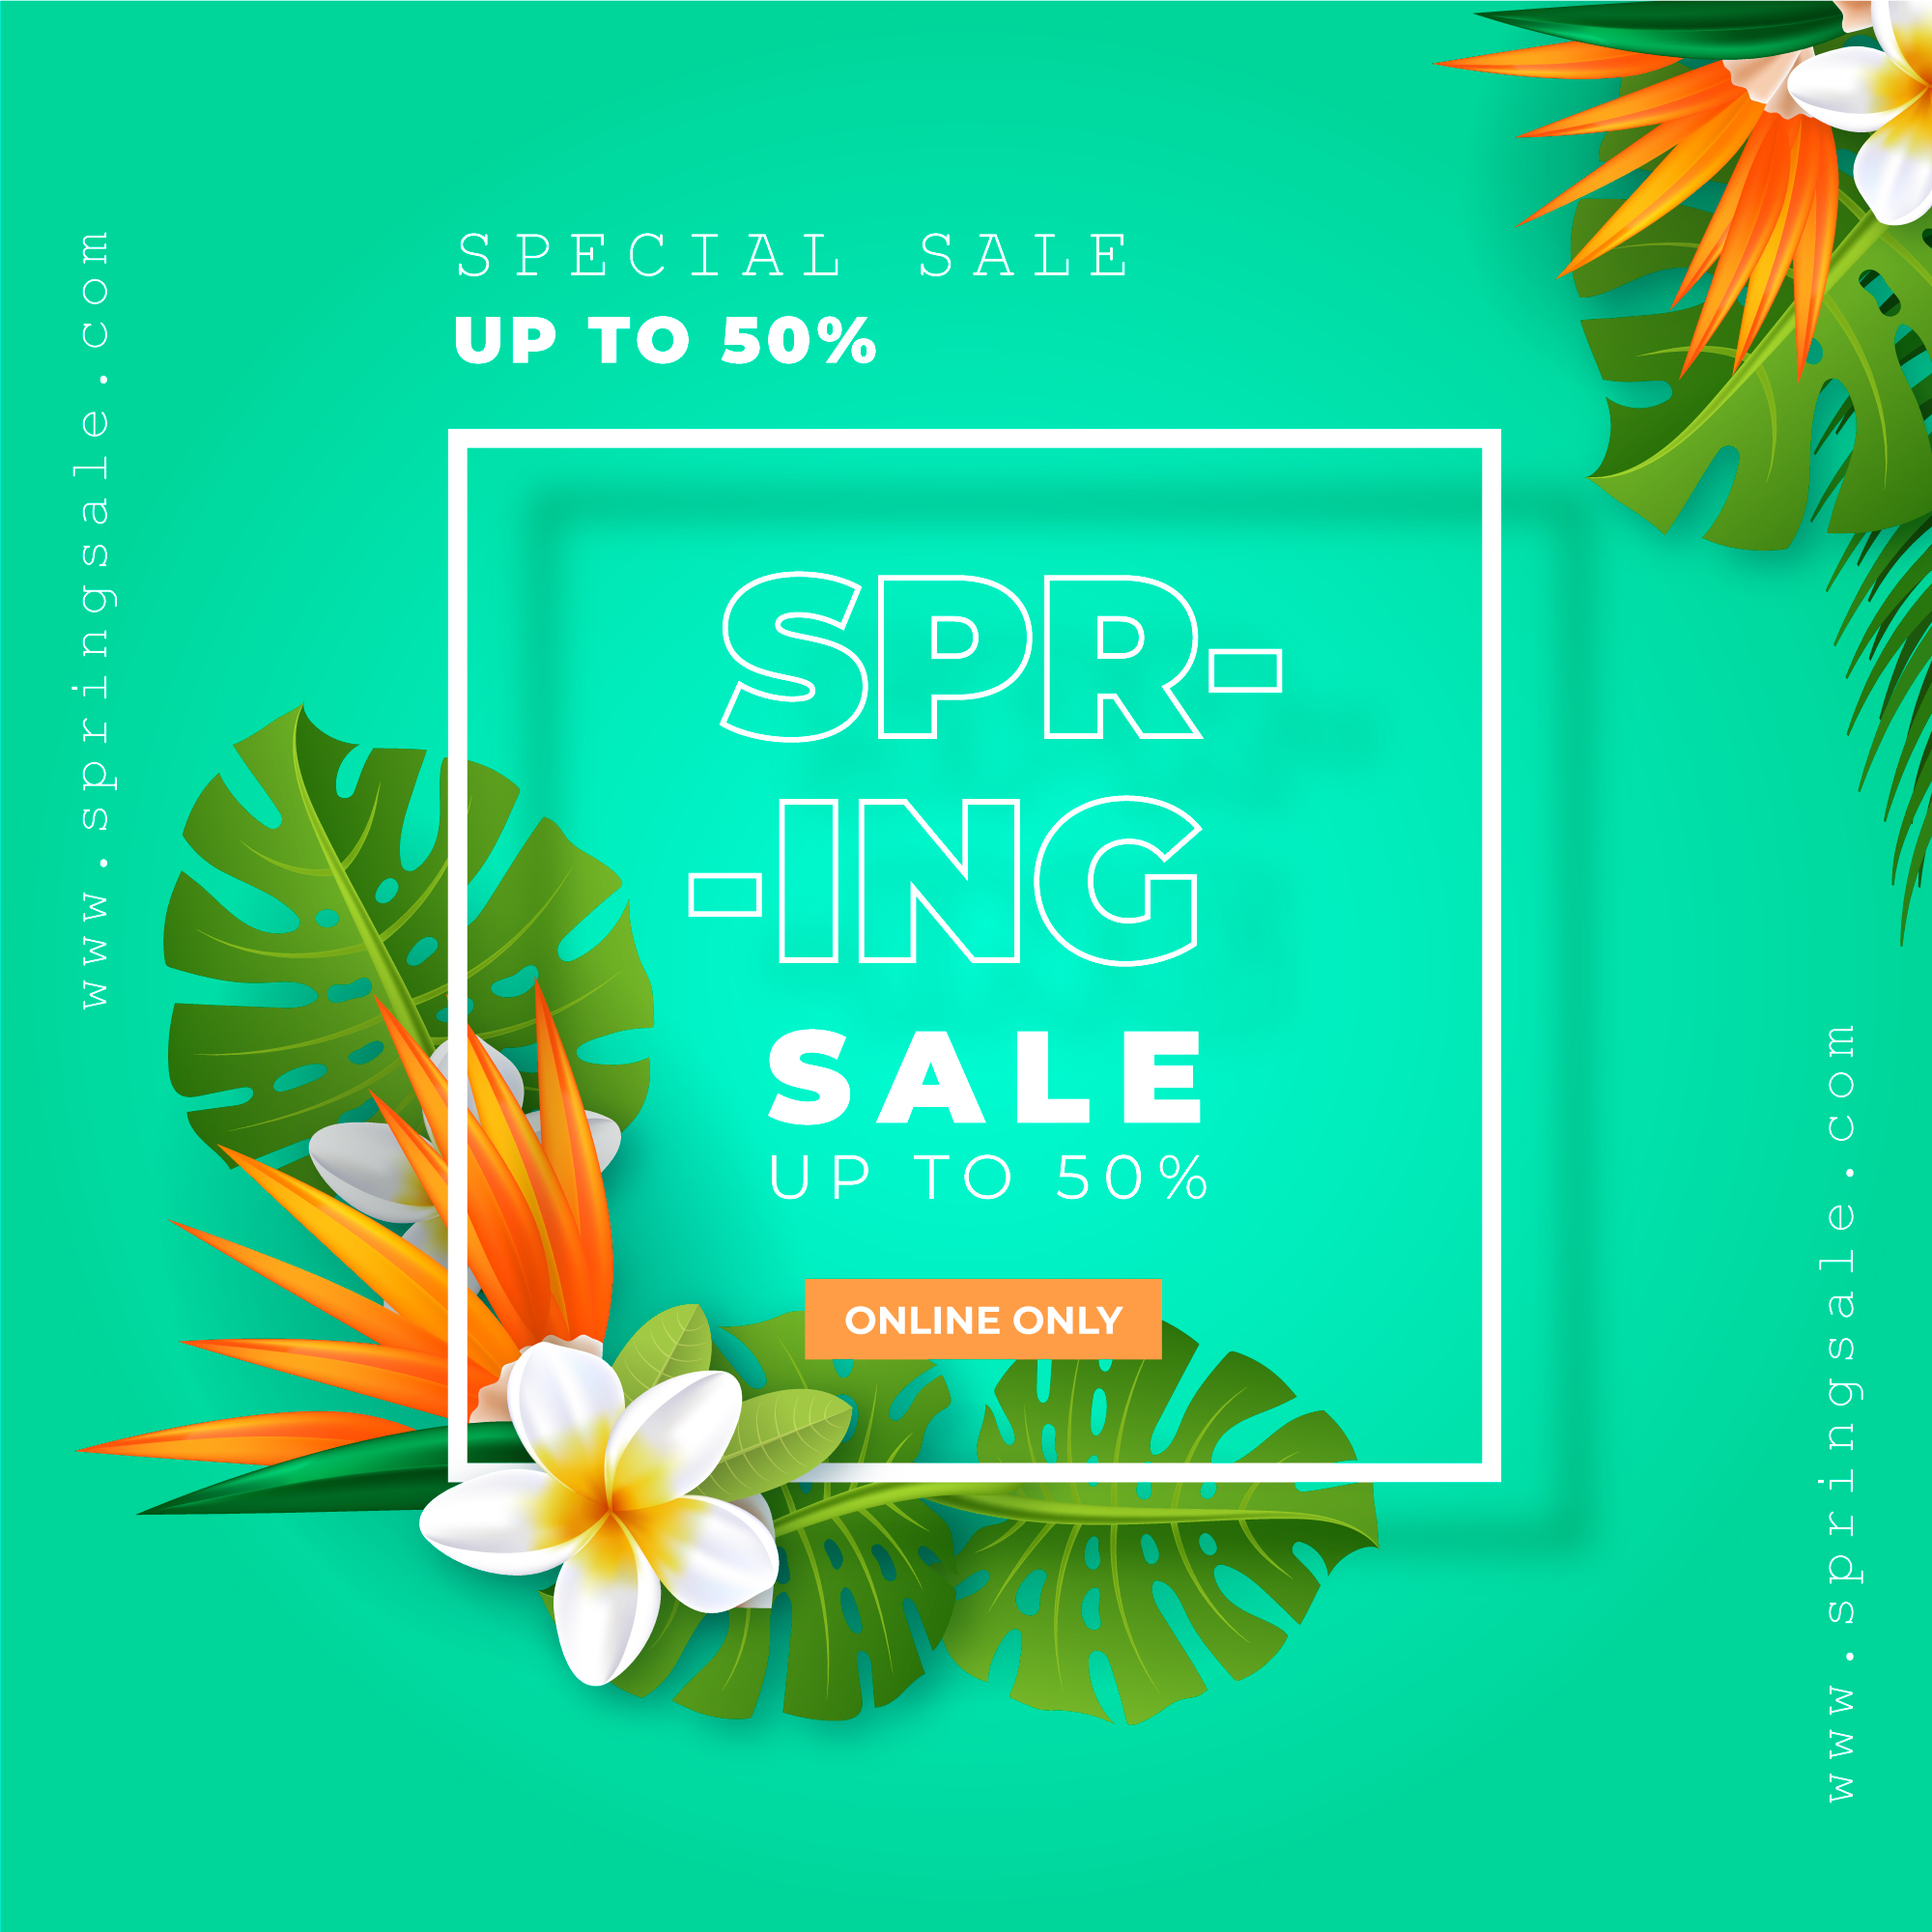 SPECIAL SALE
UP TO 50%
www.springsale.com
SPR-
-ING
SALE
UP TO 50%
ONLINE ONLY
www.springsale.com